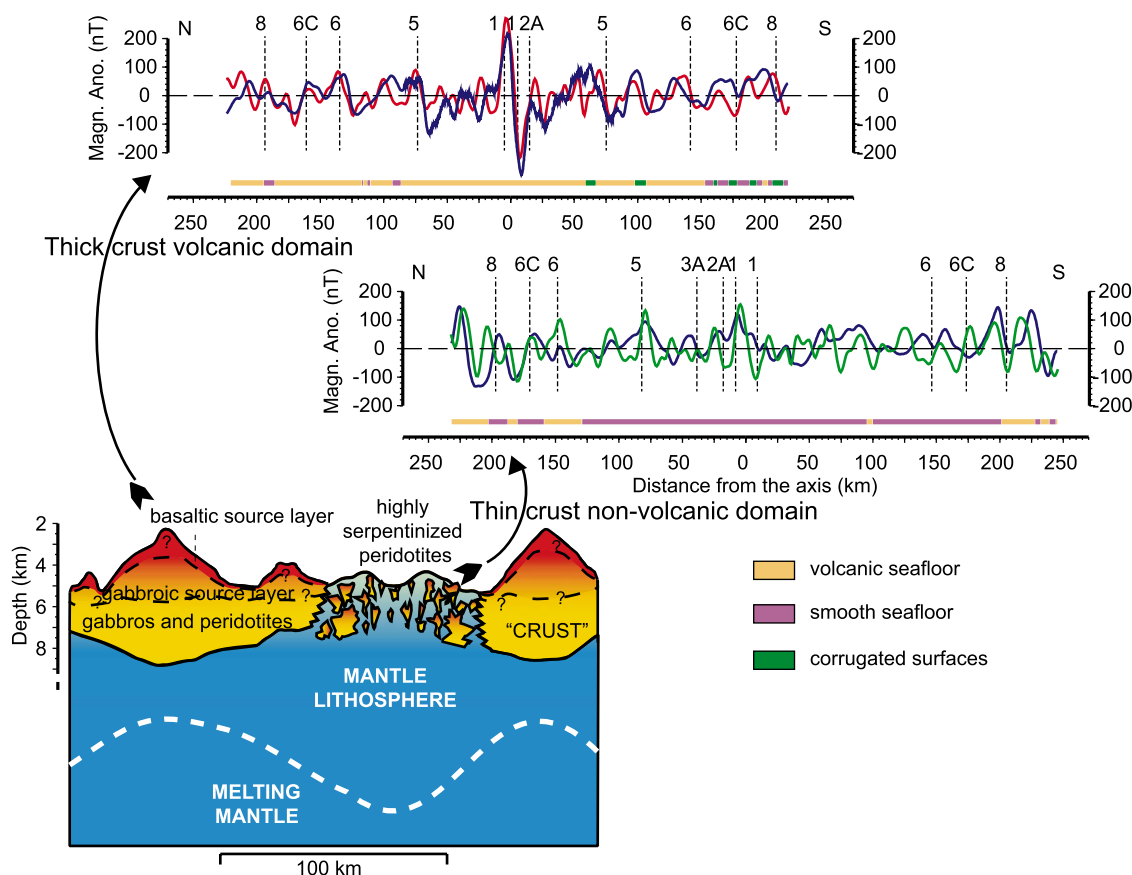 N 8 6C 6 5 1 1 2A 5 6 6C 8 S
Magn. Ano. (nT)
200 200
100 100
0 0
-100 -100
-200 -200
250 200 150 100 50 0 50 100 150 200 250
Thick crust volcanic domain
N 8 6C 6 5 3A 2A 1 1 6 6C 8 S
Magn. Ano. (nT)
200 200
100 100
0 0
-100 -100
-200 -200
250 200 150 100 50 0 50 100 150 200 250
Distance from the axis (km)
Thin crust non-volcanic domain
highly
serpentinized
peridotites
basaltic source layer
Depth (km)
2
4
6
8
? ? ?
gabbroic source layer
? ? ? ?
gabbros and peridotites
“CRUST”
MANTLE
LITHOSPHERE
MELTING
MANTLE
100 km
volcanic seafloor
smooth seafloor
corrugated surfaces